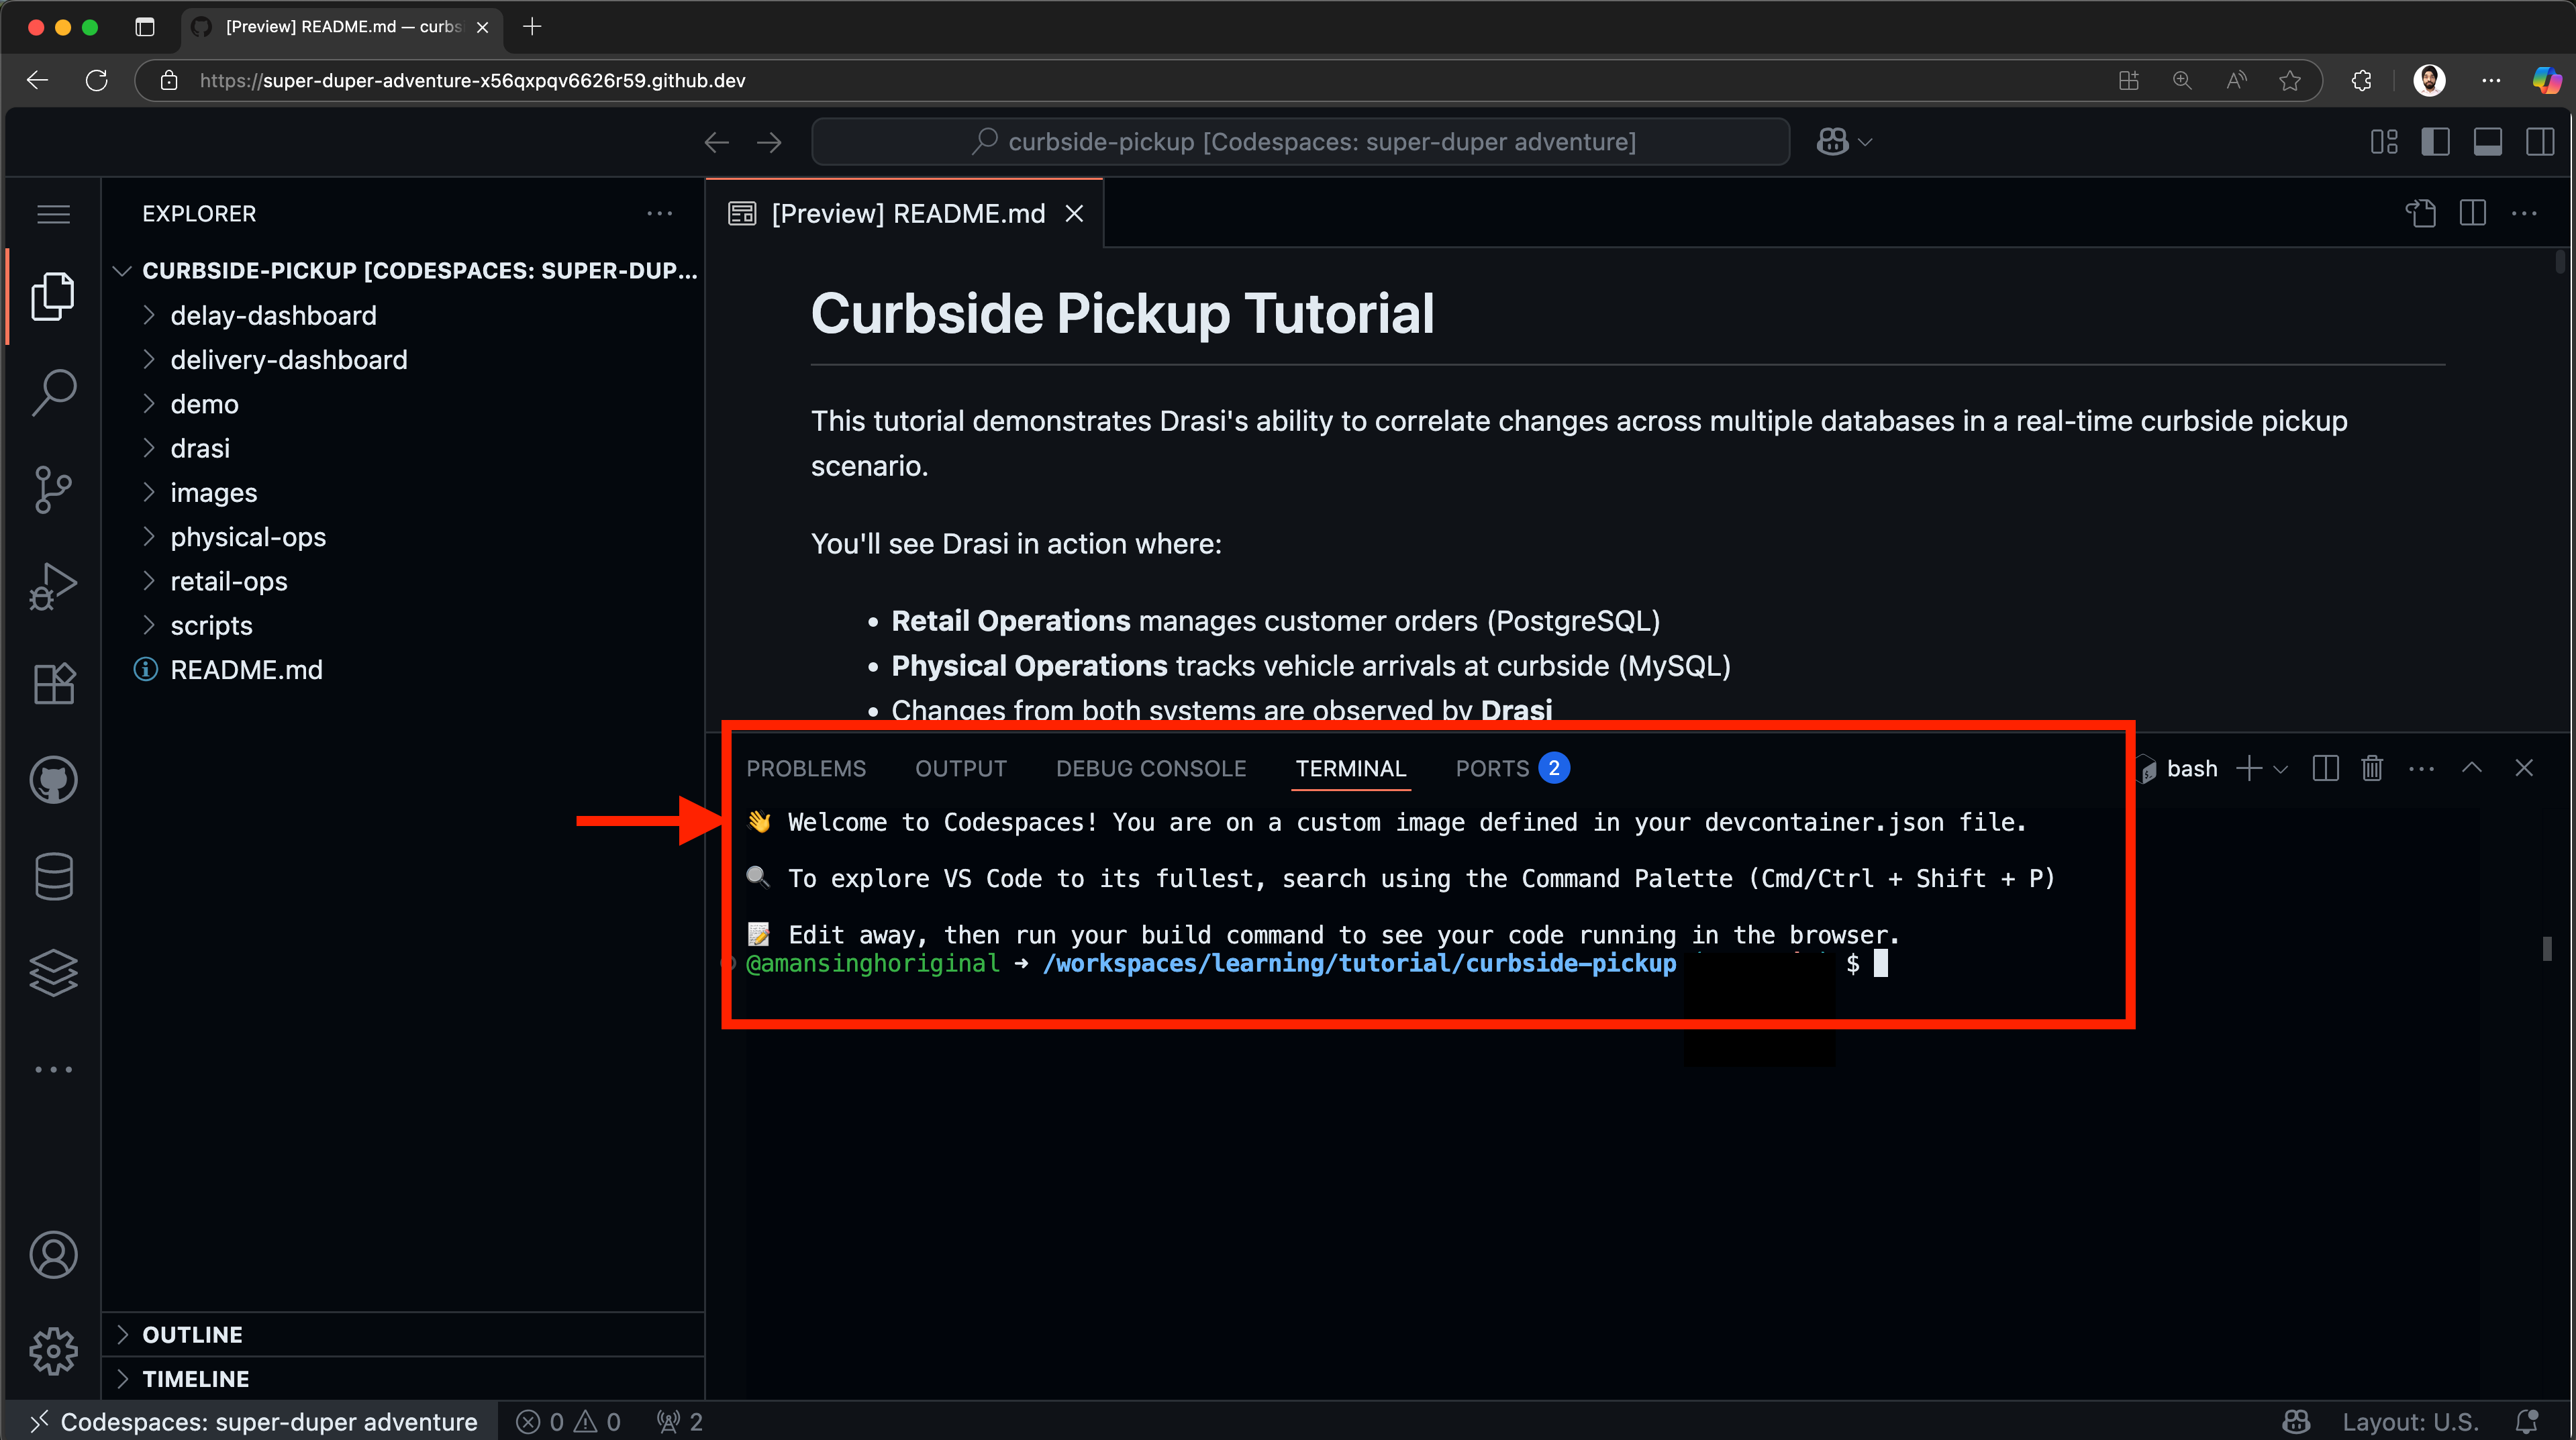 [Preview] README.md — curbs
https://super-duper-adventure-x56qxpqv6626r59.github.dev
curbside-pickup [Codespaces: super-duper adventure]
EXPLORER
CURBSIDE-PICKUP [CODESPACES: SUPER-DUP...
delay-dashboard
delivery-dashboard
demo
drasi
images
physical-ops
retail-ops
scripts
README.md
OUTLINE
TIMELINE
[Preview] README.md
Curbside Pickup Tutorial
This tutorial demonstrates Drasi's ability to correlate changes across multiple databases in a real-time curbside pickup
scenario.
You'll see Drasi in action where:
• Retail Operations manages customer orders (PostgreSQL)
• Physical Operations tracks vehicle arrivals at curbside (MySQL)
• Changes from both systems are observed by Drasi
PROBLEMS OUTPUT DEBUG CONSOLE TERMINAL PORTS 2 bash
👋 Welcome to Codespaces! You are on a custom image defined in your devcontainer.json file.
🔍 To explore VS Code to its fullest, search using the Command Palette (Cmd/Ctrl + Shift + P)
📝 Edit away, then run your build command to see your code running in the browser.
@amansinghoriginal ➜ /workspaces/learning/tutorial/curbside-pickup $
Codespaces: super-duper adventure 0 0 2 Layout: U.S.